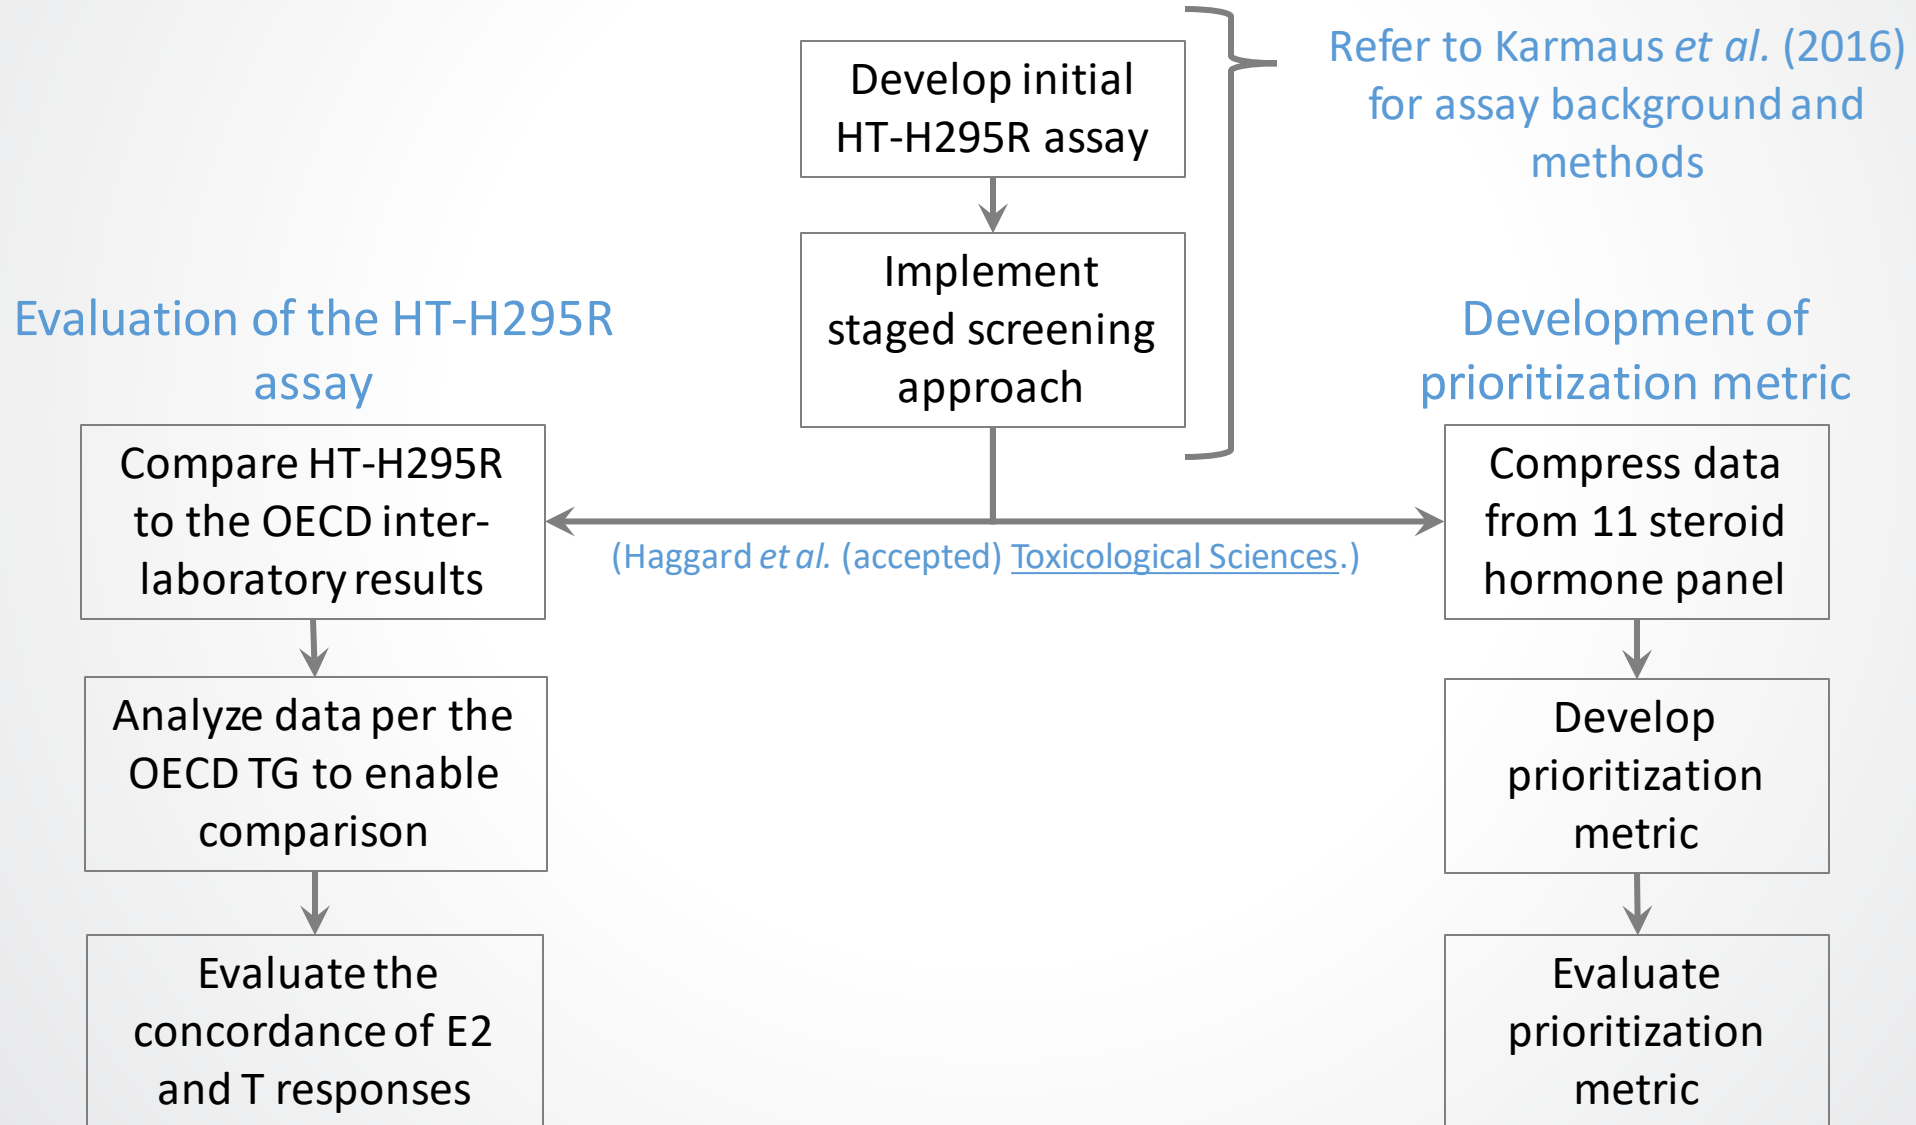 Develop initial
HT-H295R assay
Refer to Karmaus et al. (2016)
for assay background and
methods
Implement
staged screening
approach
Evaluation of the HT-H295R
assay
Compare HT-H295R
to the OECD inter-
laboratory results
Analyze data per the
OECD TG to enable
comparison
Evaluate the
concordance of E2
and T responses
(Haggard et al. (accepted) Toxicological Sciences.)
Development of
prioritization metric
Compress data
from 11 steroid
hormone panel
Develop
prioritization
metric
Evaluate
prioritization
metric